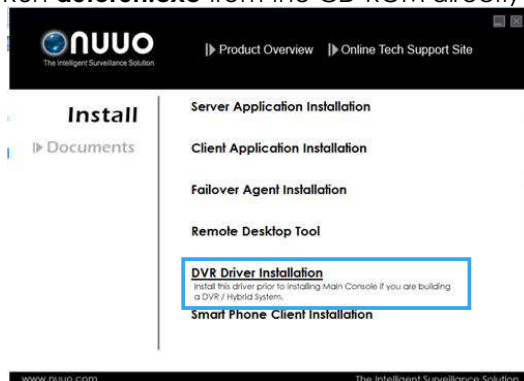 from the CD-ROM directly
NUUO
The Intelligent Surveillance Solution
Product Overview Online Tech Support Site
Install
Documents
Server Application Installation
Client Application Installation
Failover Agent Installation
Remote Desktop Tool
DVR Driver Installation
Install this driver prior to installing Main Console if you are building
a DVR / Hybrid System.
Smart Phone Client Installation
www.nuuo.com The Intelligent Surveillance Solution